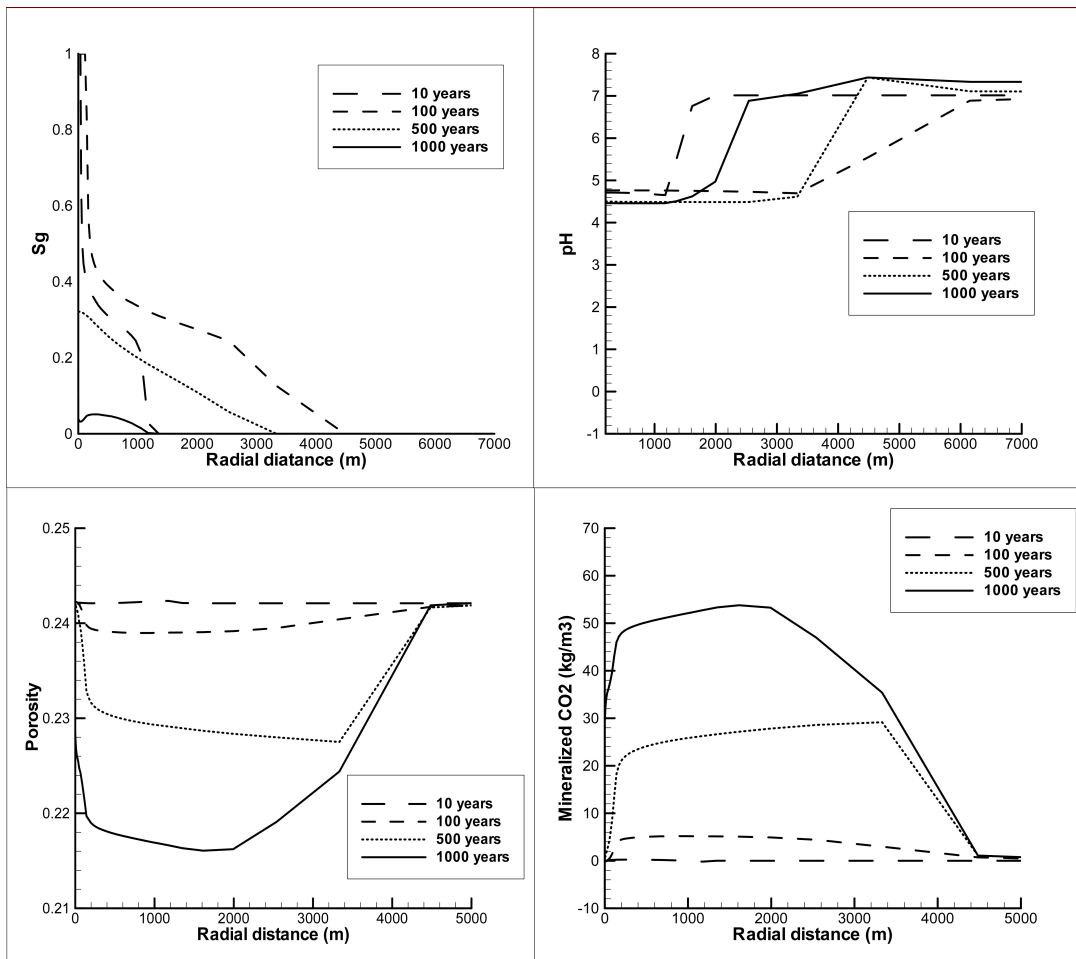 1
0.8
0.6
0.4
0.2
0
Sg
0 1000 2000 3000 4000 5000 6000 7000
Radial diatance (m)
10 years
100 years
500 years
1000 years
8
7
6
5
4
3
2
1
0
-1
pH
1000 2000 3000 4000 5000 6000 7000
Radial distance (m)
10 years
100 years
500 years
1000 years
0.25
0.24
0.23
0.22
0.21
Porosity
0 1000 2000 3000 4000 5000
Radial distance (m)
10 years
100 years
500 years
1000 years
70
60
50
40
30
20
10
0
-10
Mineralized CO2 (kg/m3)
0 1000 2000 3000 4000 5000
Radial distance (m)
10 years
100 years
500 years
1000 years